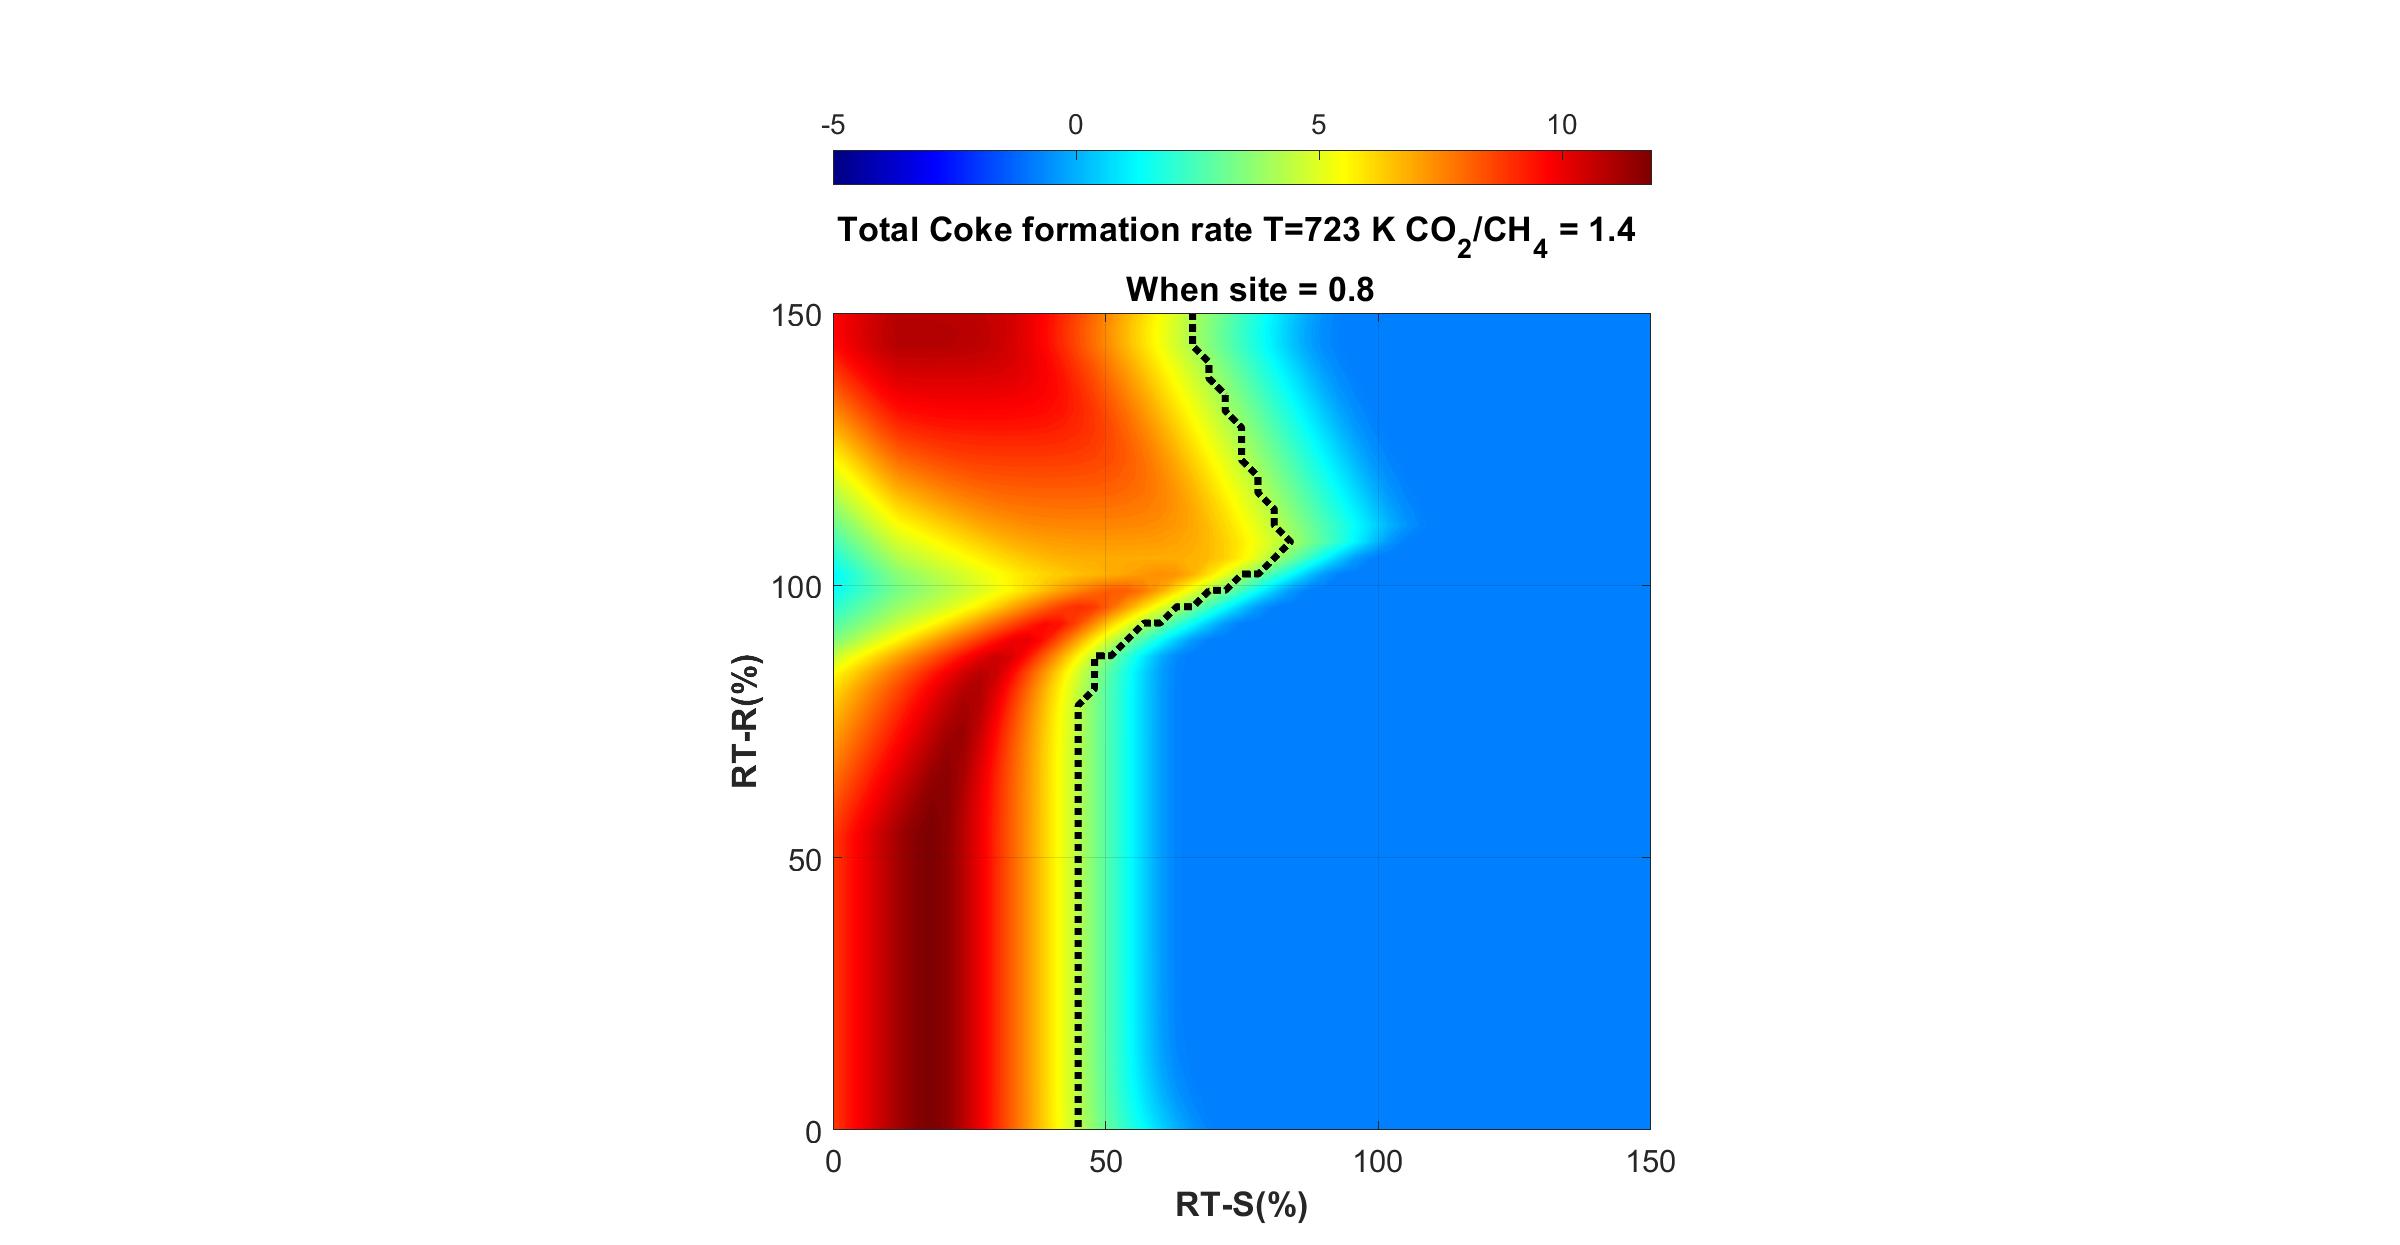 -5 0 5 10
Total Coke formation rate T=723 K CO2/CH4 = 1.4
When site = 0.8
150
100
50
0
RT-R(%)
0 50 100 150
RT-S(%)